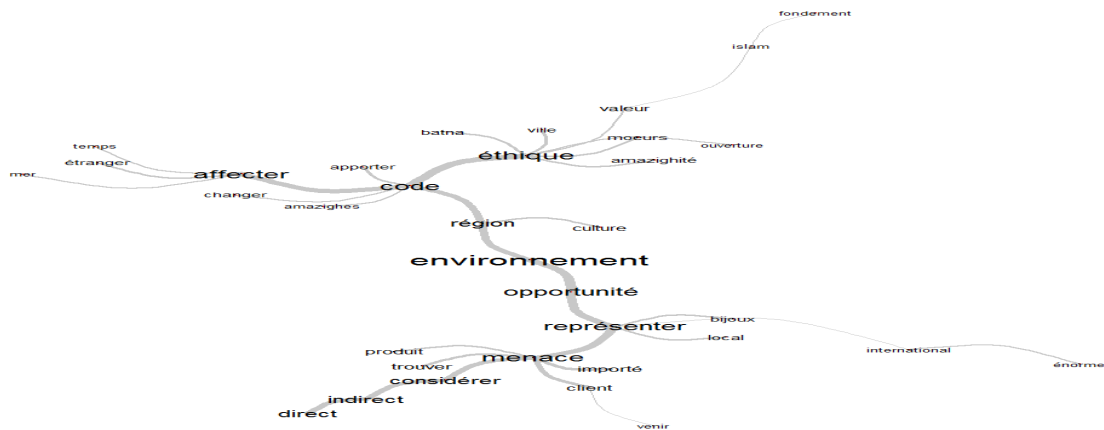 fondement
islam
valeur
batna
ville
moeurs
ouverture
temps
éthique
amazighité
étranger
apporter
mer
affecter
code
changer
amazighes
région
culture
environnement
opportunité
bijoux
représenter
local
produit
menace
international
trouver
importé
énorme
considérer
client
indirect
direct
venir